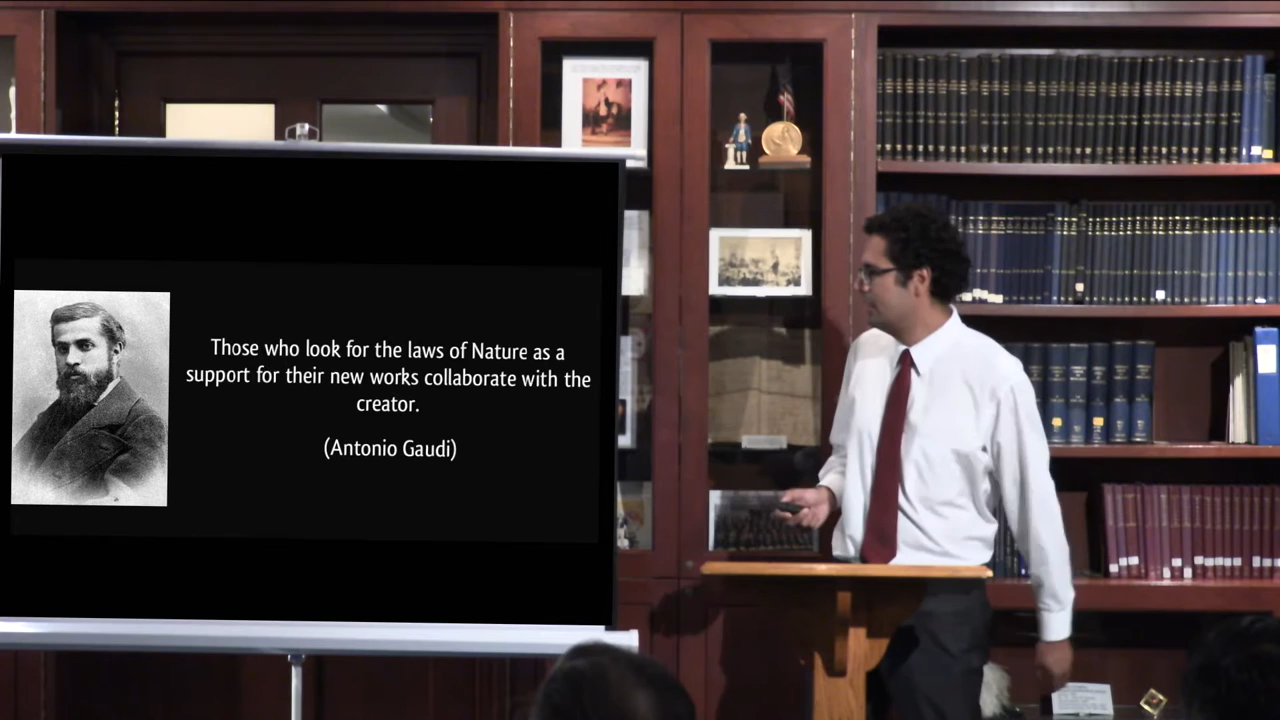 Those who look for the laws of Nature as a
support for their new works collaborate with the
creator.
(Antonio Gaudi)